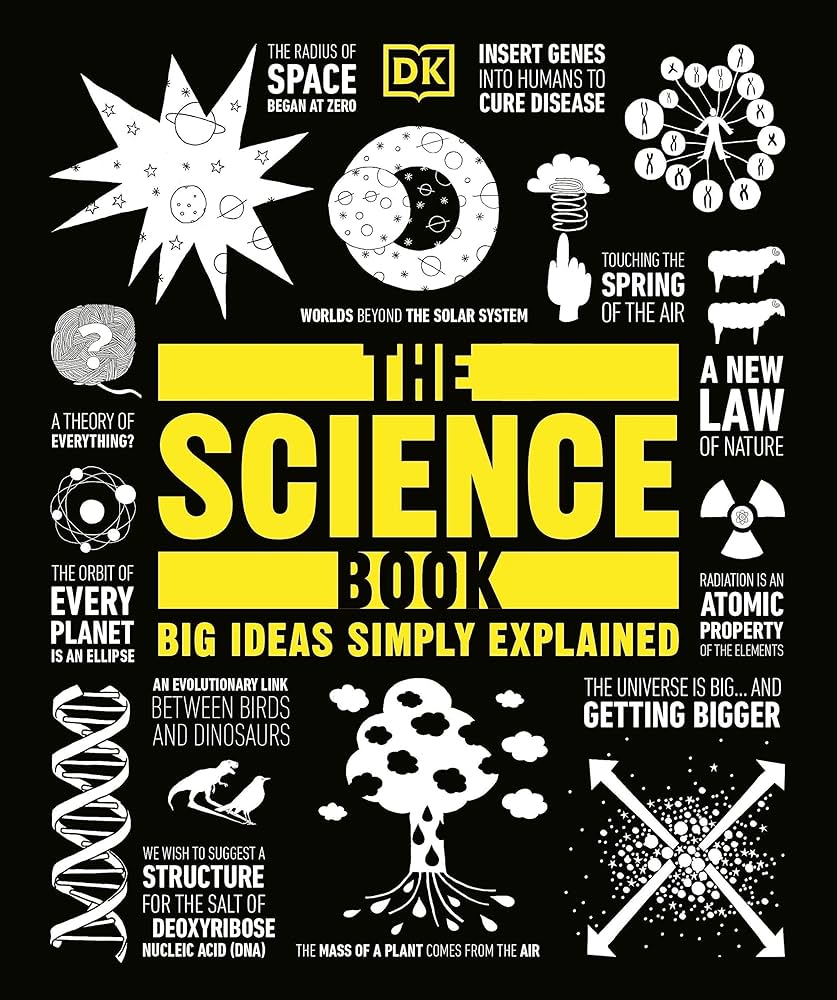 THE RADIUS OF
SPACE
BEGAN AT ZERO
DK
INSERT GENES
INTO HUMANS TO
CURE DISEASE
WORLDS BEYOND THE SOLAR SYSTEM
TOUCHING THE
SPRING
OF THE AIR
?
A THEORY OF
EVERYTHING?
THE
SCIENCE
BOOK
BIG IDEAS SIMPLY EXPLAINED
A NEW
LAW
OF NATURE
THE ORBIT OF
EVERY
PLANET
IS AN ELLIPSE
RADIATION IS AN
ATOMIC
PROPERTY
OF THE ELEMENTS
AN EVOLUTIONARY LINK
BETWEEN BIRDS
AND DINOSAURS
THE UNIVERSE IS BIG... AND
GETTING BIGGER
WE WISH TO SUGGEST A
STRUCTURE
FOR THE SALT OF
DEOXYRIBOSE
NUCLEIC ACID (DNA)
THE MASS OF A PLANT COMES FROM THE AIR